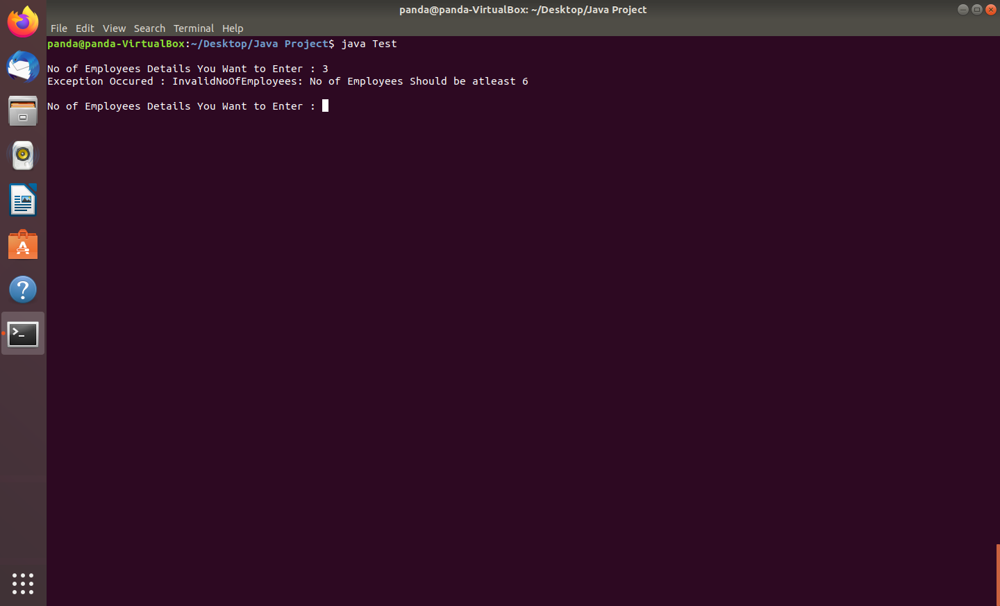 panda@panda-VirtualBox: ~/Desktop/Java Project
File Edit View Search Terminal Help
panda@panda-VirtualBox:~/Desktop/Java Project$ java Test
No of Employees Details You Want to Enter : 3
Exception Occured : InvalidNoOfEmployees: No of Employees Should be atleast 6
No of Employees Details You Want to Enter :